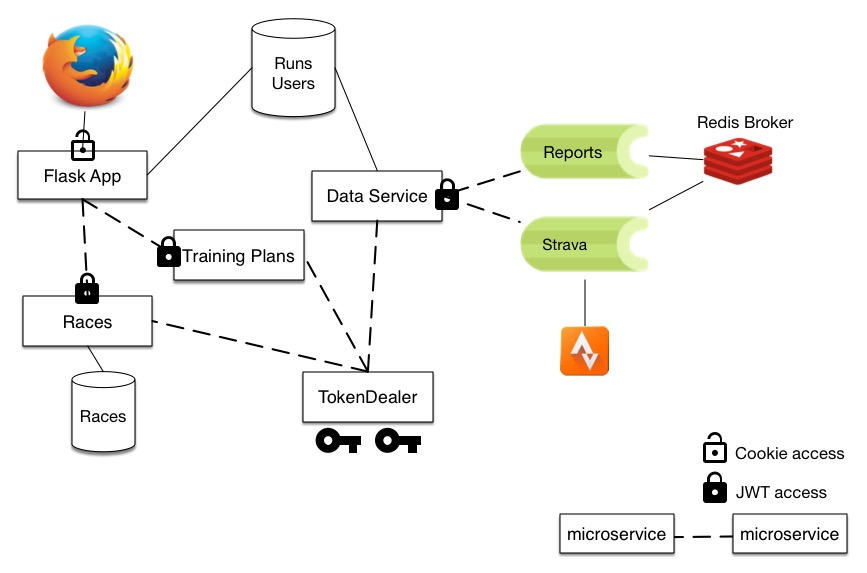 Runs
Users
Redis Broker
Reports
Flask App
Data Service
Strava
Training Plans
Races
TokenDealer
Races
Cookie access
JWT access
microservice
microservice